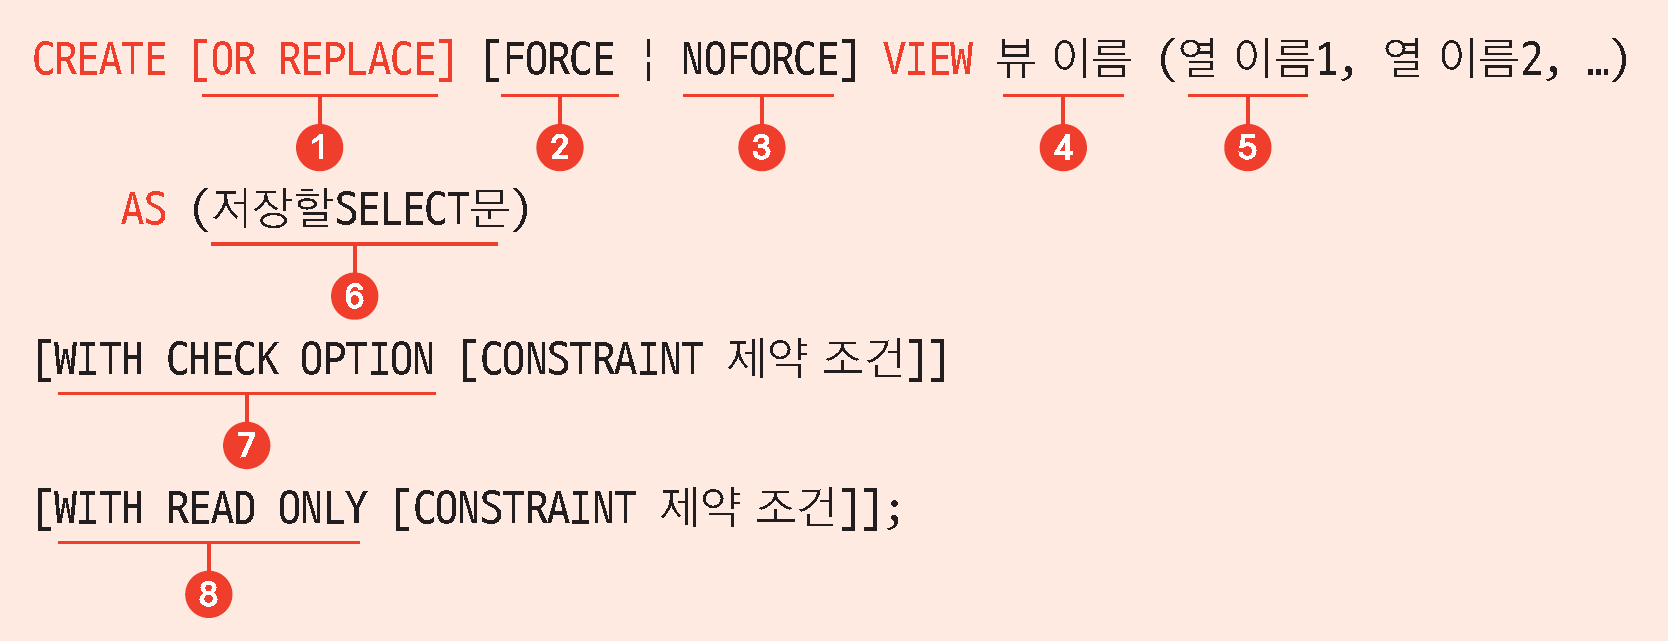 CREATE [OR REPLACE] [FORCE ¦ NOFORCE] VIEW 뷰 이름 (열 이름1, 열 이름2, …)
1 2 3 4 5
AS (저장할SELECT문)
6
[WITH CHECK OPTION [CONSTRAINT 제약 조건]]
7
[WITH READ ONLY [CONSTRAINT 제약 조건]];
8